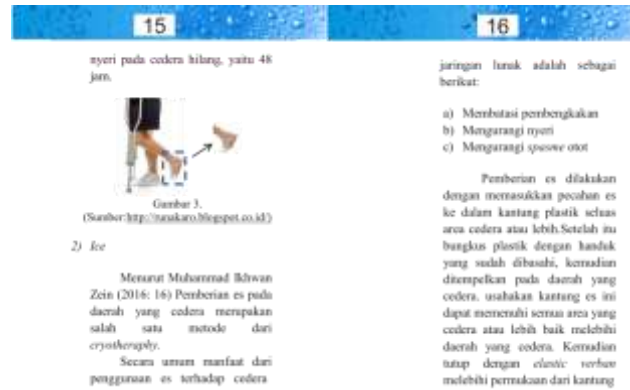 15
nyeri pada cedera hilang, yaitu 48
jam.
Gambar 3.
(Sumber:http://tunakaro.blogspot.co.id/)
2) Ice
Menurut Muhammad Ikhwan
Zein (2016: 16) Pemberian es pada
daerah yang cedera merupakan
salah satu metode dari
cryotheraphy.
Secara umum manfaat dari
penggunaan es terhadap cedera
16
jaringan lunak adalah sebagai
berikut:
a) Membatasi pembengkakan
b) Mengurangi nyeri
c) Mengurangi spasme otot
Pemberian es dilakukan
dengan memasukkan pecahan es
ke dalam kantung plastik seluas
area cedera atau lebih.Setelah itu
bungkus plastik dengan handuk
yang sudah dibasahi, kemudian
ditempelkan pada daerah yang
cedera, usahakan kantung es ini
dapat memenuhi semua area yang
cedera atau lebih baik melebihi
daerah yang cedera. Kemudian
tutup dengan elastic verban
melebihi permukaan dari kantung